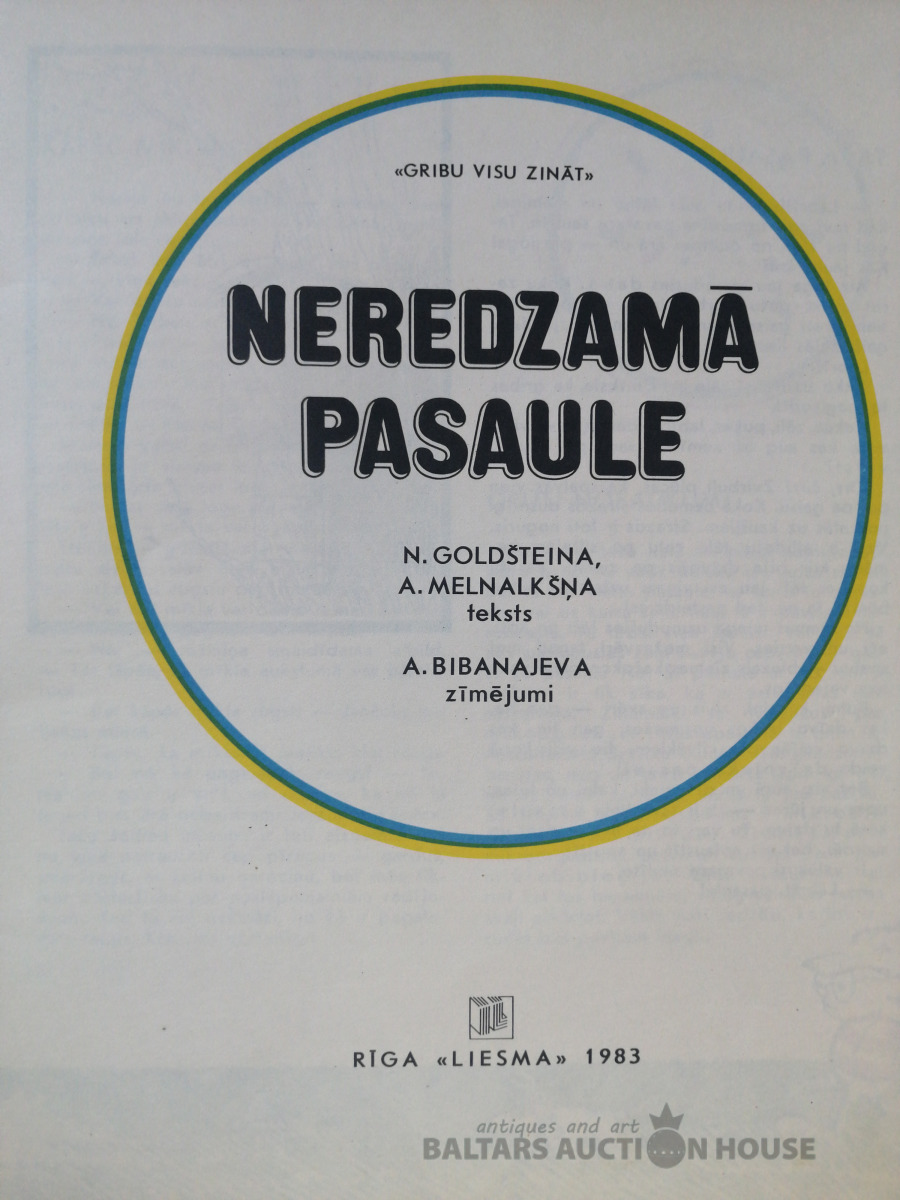 «GRIBU VISU ZINĀT»
NEREDZAMĀ
PASAULE
N. GOLDŠTEINA,
A. MELNALKŠŅA
teksts
A. BIBANAJEVA
zīmējumi
RĪGA «LIESMA» 1983
antiques and art
BALTARS AUCTION HOUSE